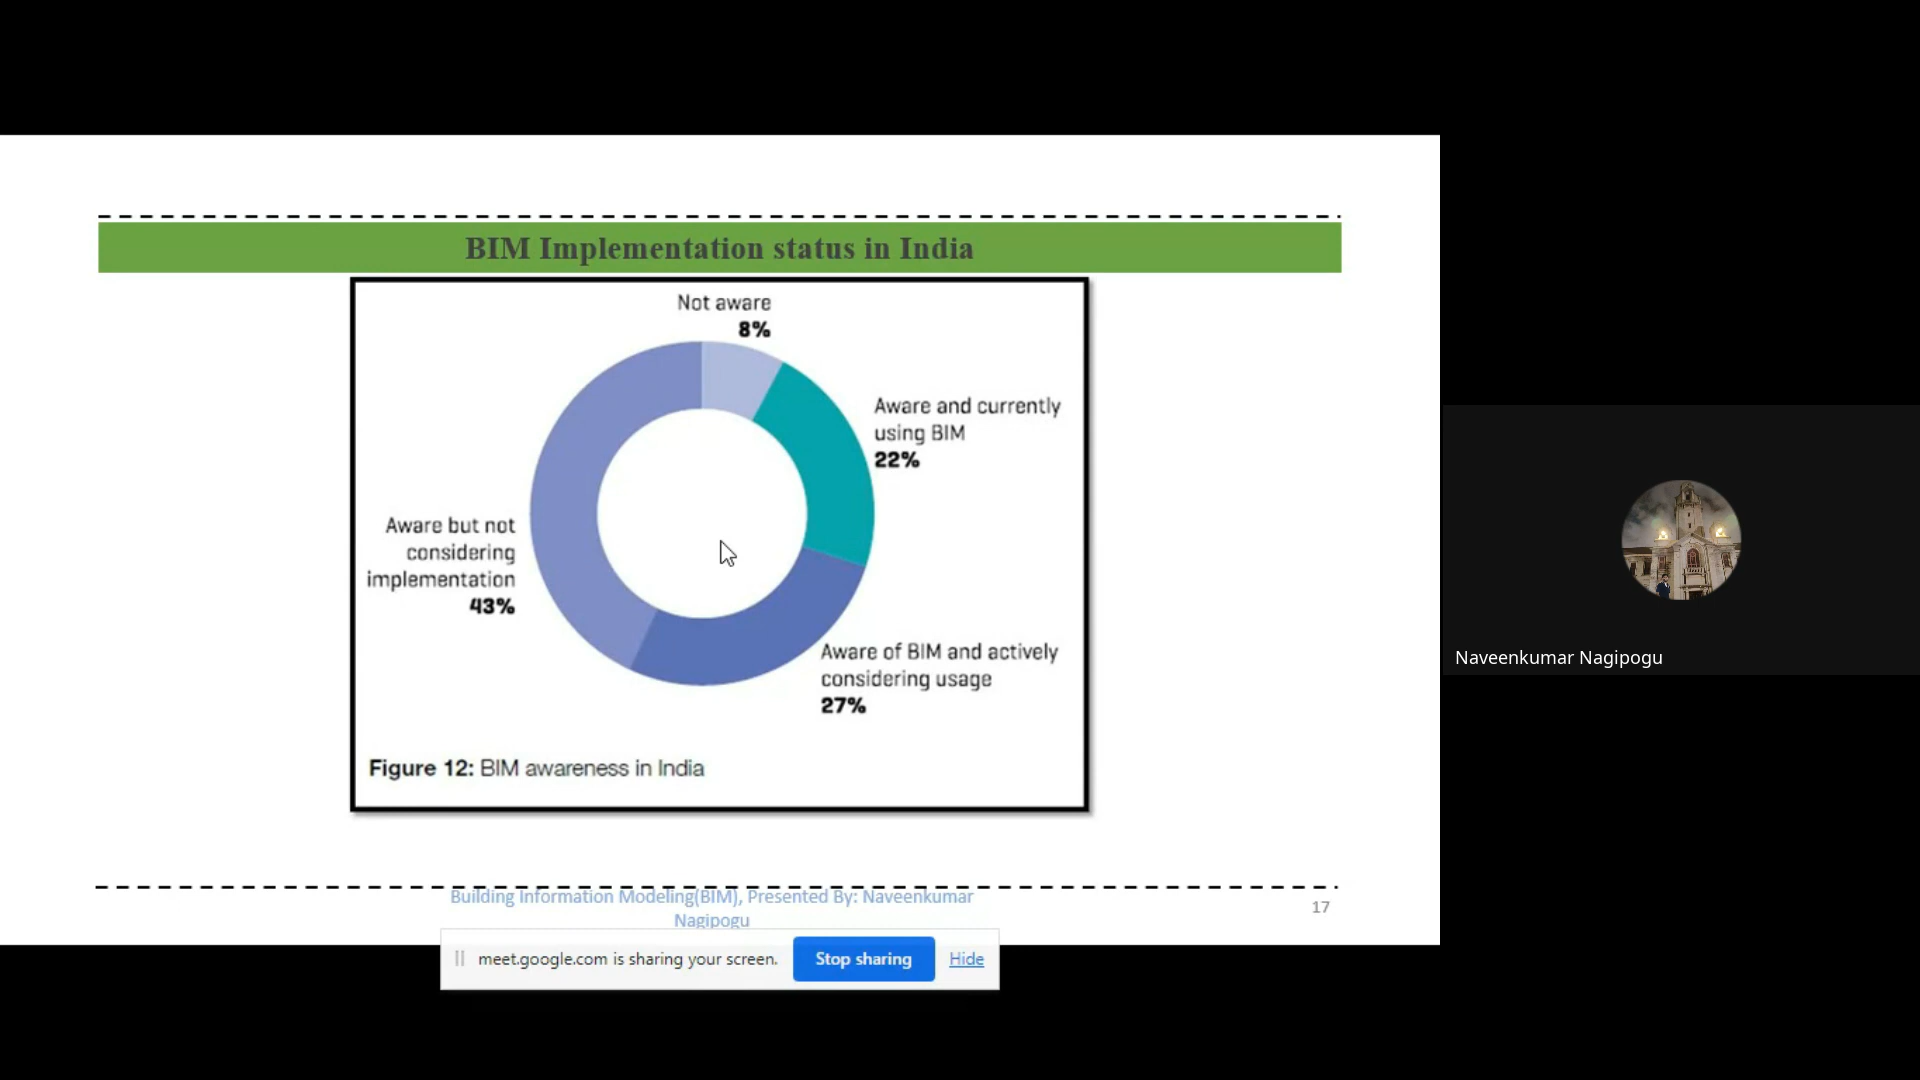 BIM Implementation status in India
Not aware
8%
Aware and currently
using BIM
22%
Aware but not
considering
implementation
43%
Aware of BIM and actively
considering usage
27%
Figure 12: BIM awareness in India
Building Information Modeling(BIM), Presented By: Naveenkumar
Nagipogu
17
meet.google.com is sharing your screen.
Stop sharing
Hide
Naveenkumar Nagipogu